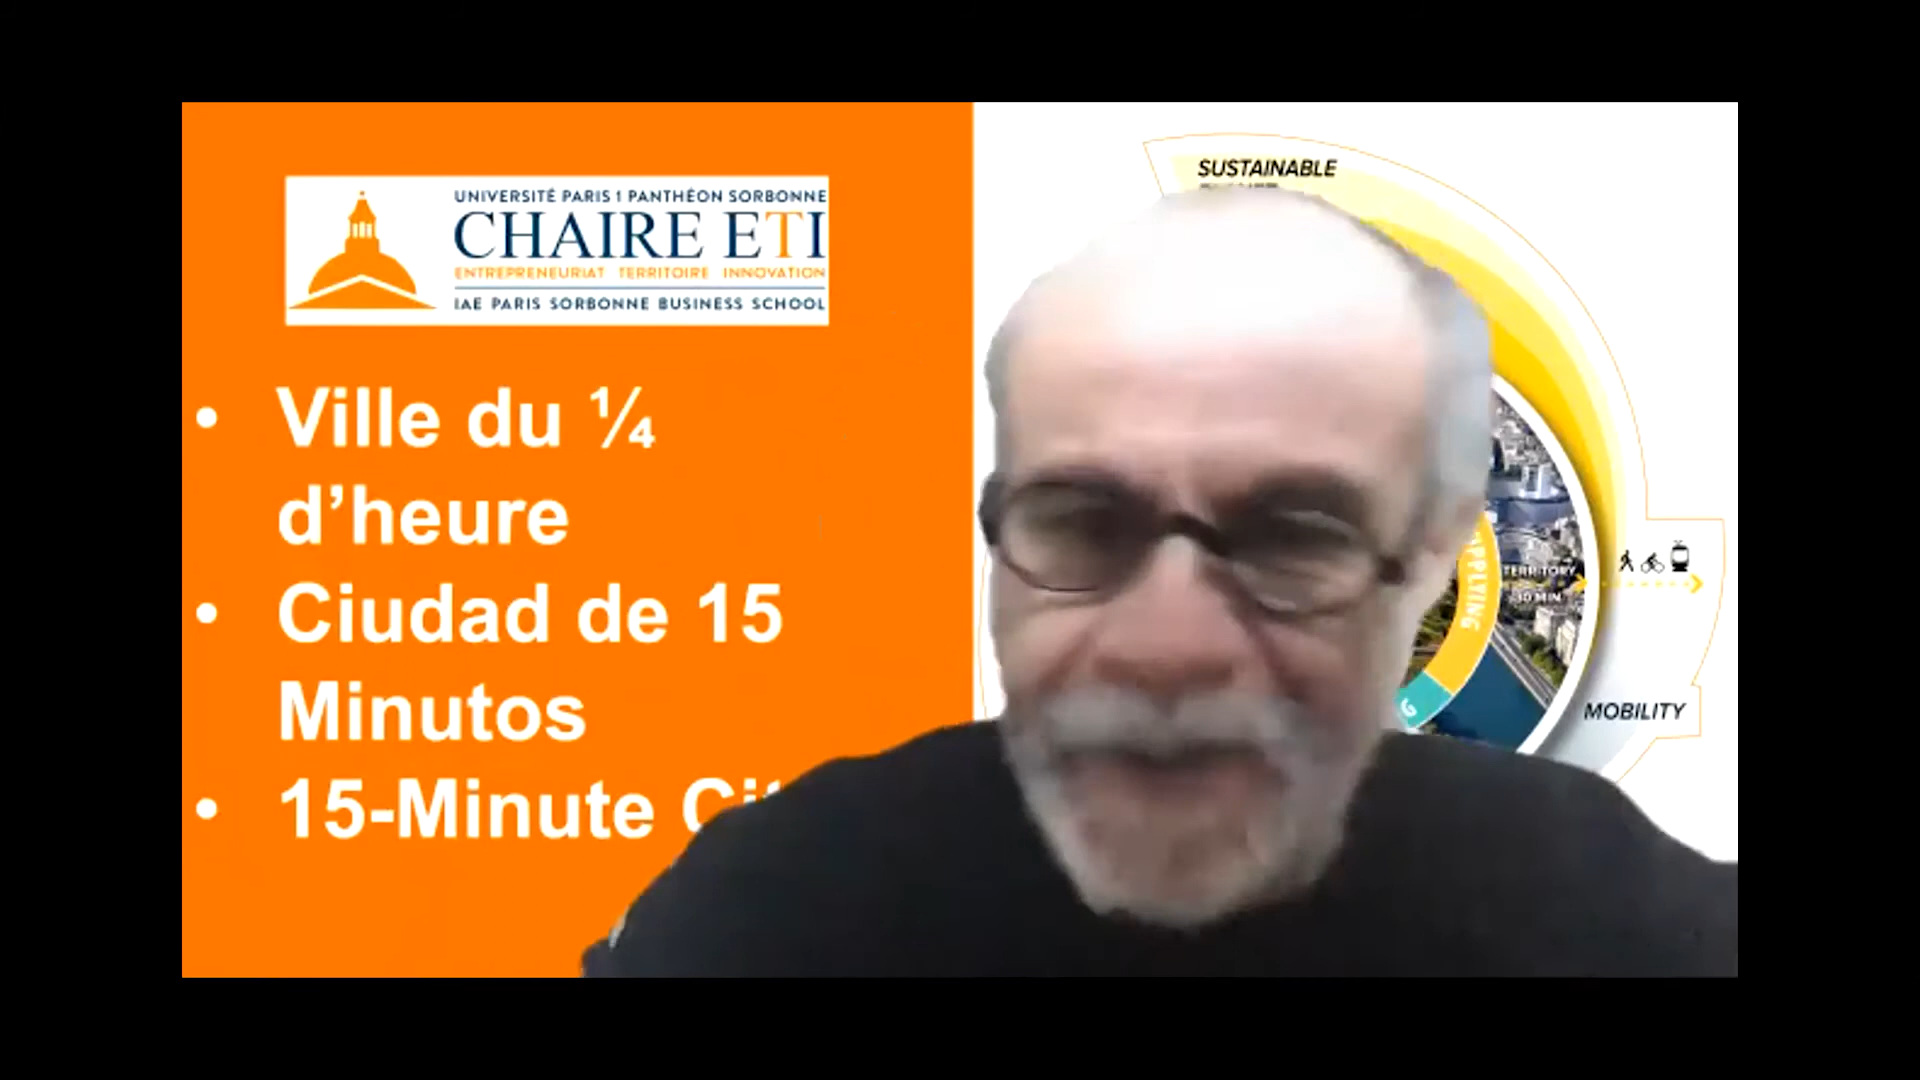 UNIVERSITÉ PARIS 1 PANTHÉON SORBONNE
CHAIRE ETI
ENTREPRENEURIAT TERRITOIRE INNOVATION
IAE PARIS SORBONNE BUSINESS SCHOOL
• Ville du ¼
d’heure
• Ciudad de 15
Minutos
• 15-Minute
SUSTAINABLE
TERRITORY
30 MIN
MOBILITY